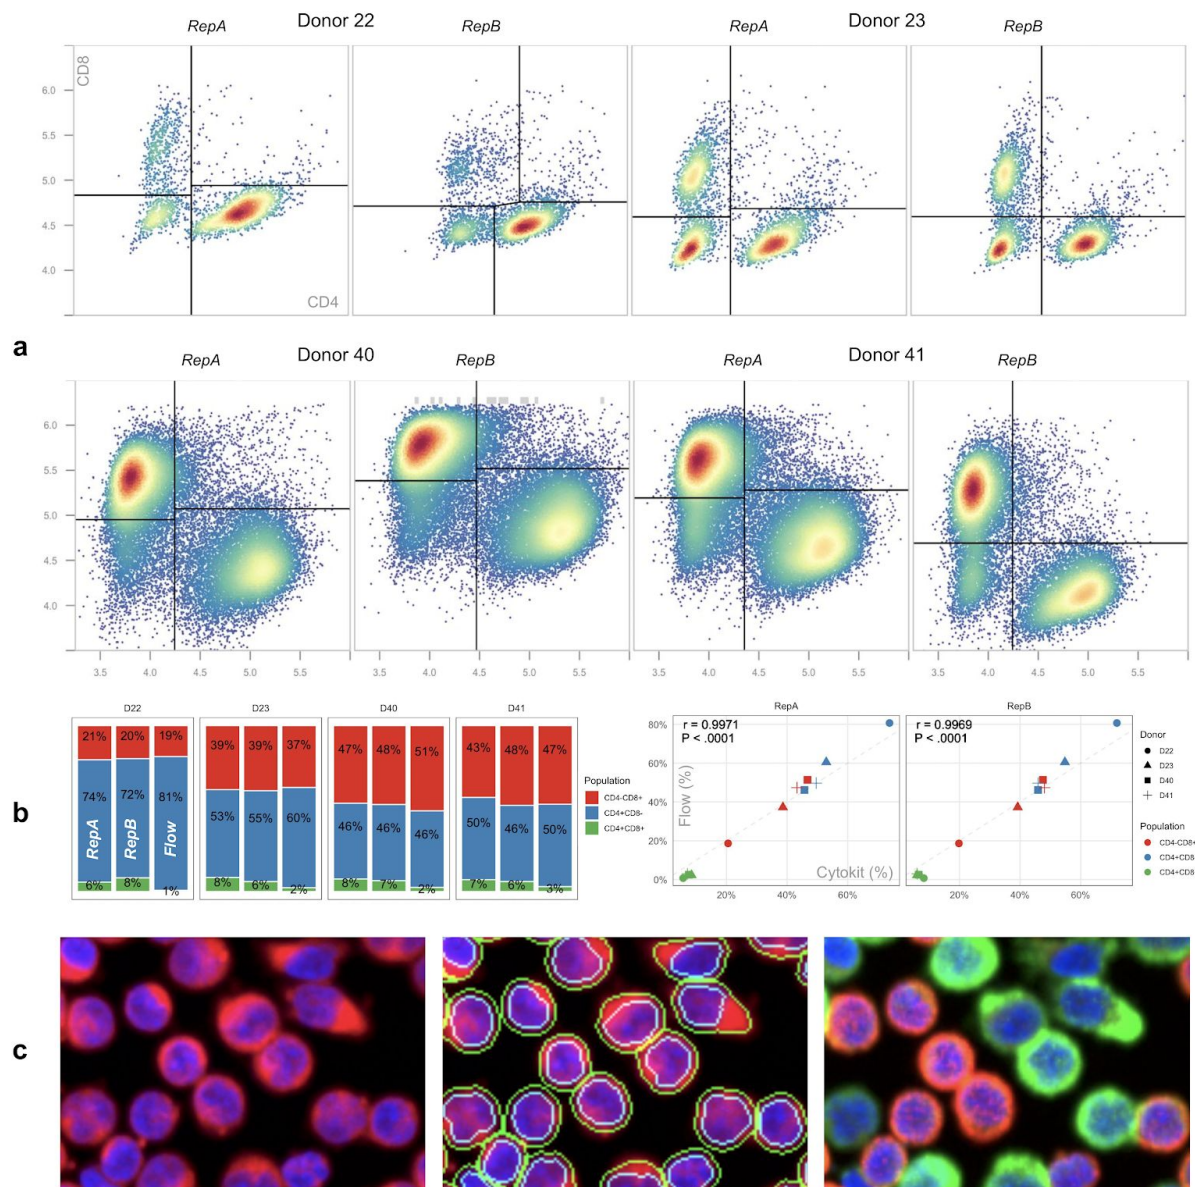 Donor 22
Donor 23
RepA
RepB
RepA
RepB
CD8
6.0
5.5
5.0
4.5
4.0
CD4
a
Donor 40
Donor 41
RepA
RepB
RepA
RepB
6.0
5.5
5.0
4.5
4.0
3.5 4.0 4.5 5.0 5.5
3.5 4.0 4.5 5.0 5.5
3.5 4.0 4.5 5.0 5.5
3.5 4.0 4.5 5.0 5.5
b
D22
21% 20% 19%
74% 72% 81%
RepA RepB Flow
6% 8% 1%
D23
39% 39% 37%
53% 55% 60%
8% 6% 2%
D40
47% 48% 51%
46% 46% 46%
8% 7% 2%
D41
43% 48% 47%
50% 46% 50%
7% 6% 3%
Population
CD4-CD8+
CD4+CD8-
CD4+CD8+
RepA
r = 0.9971
P < .0001
80%
60%
40%
20%
0%
Flow (%)
Cytokit (%)
20% 40% 60%
RepB
r = 0.9969
P < .0001
20% 40% 60%
Donor
D22
D23
D40
D41
Population
CD4-CD8+
CD4+CD8
CD4+CD8
c